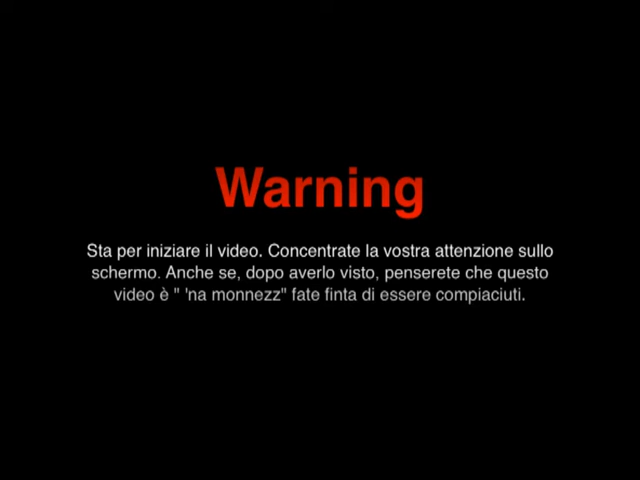 Warning
Sta per iniziare il video. Concentrate la vostra attenzione sullo
schermo. Anche se, dopo averlo visto, penserete che questo
video è " 'na monnezz" fate finta di essere compiaciuti.